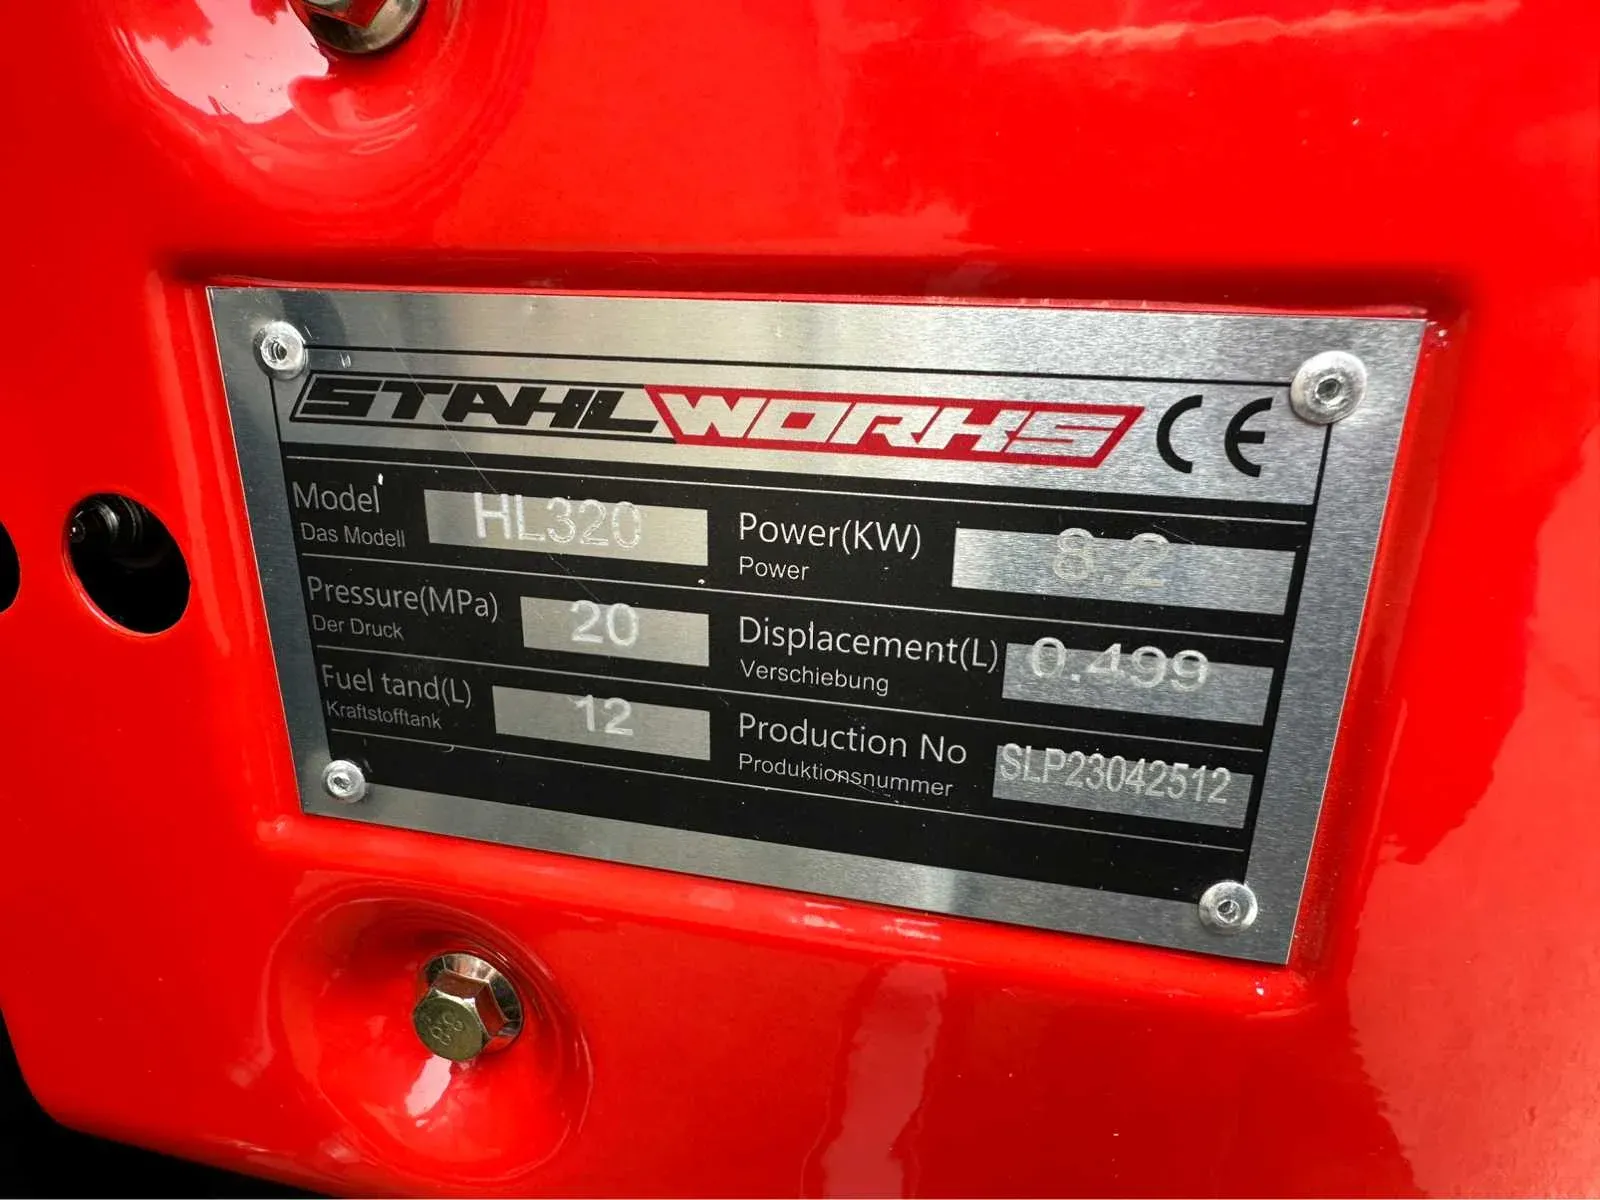 STAHLWORKS CE
Model HL320 Power(KW) 8.2
Das Modell Power
Pressure(MPa) 20 Displacement(L) 0.499
Der Druck Verschiebung
Fuel tand(L) 12 Production No SLP23042512
Kraftstofftank Produktionsnummer